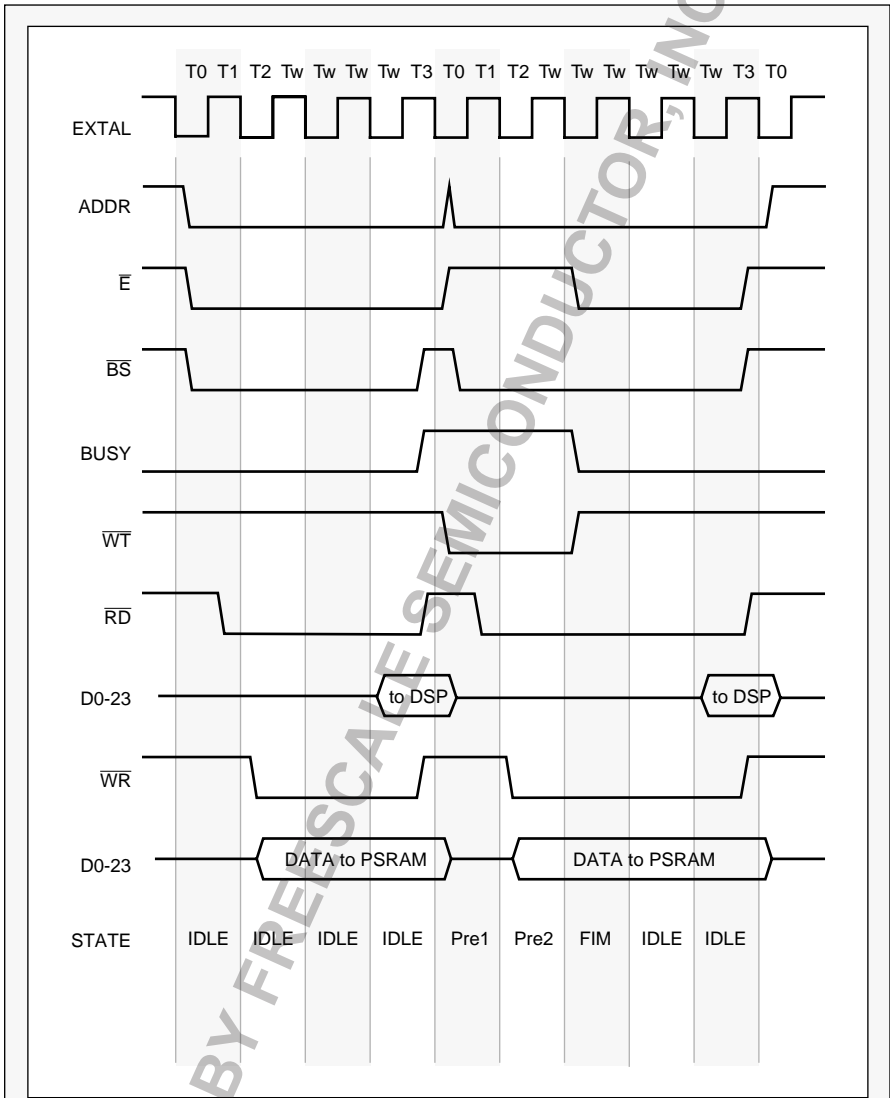 T0 T1 T2 Tw Tw Tw Tw T3 T0 T1 T2 Tw Tw Tw Tw Tw Tw T3 T0
EXTAL
ADDR
E
BS
BUSY
WT
RD
D0-23 to DSP to DSP
WR
D0-23 DATA to PSRAM DATA to PSRAM
STATE IDLE IDLE IDLE IDLE Pre1 Pre2 FIM IDLE IDLE
BY FREESCALE SEMICONDUCTOR, INC